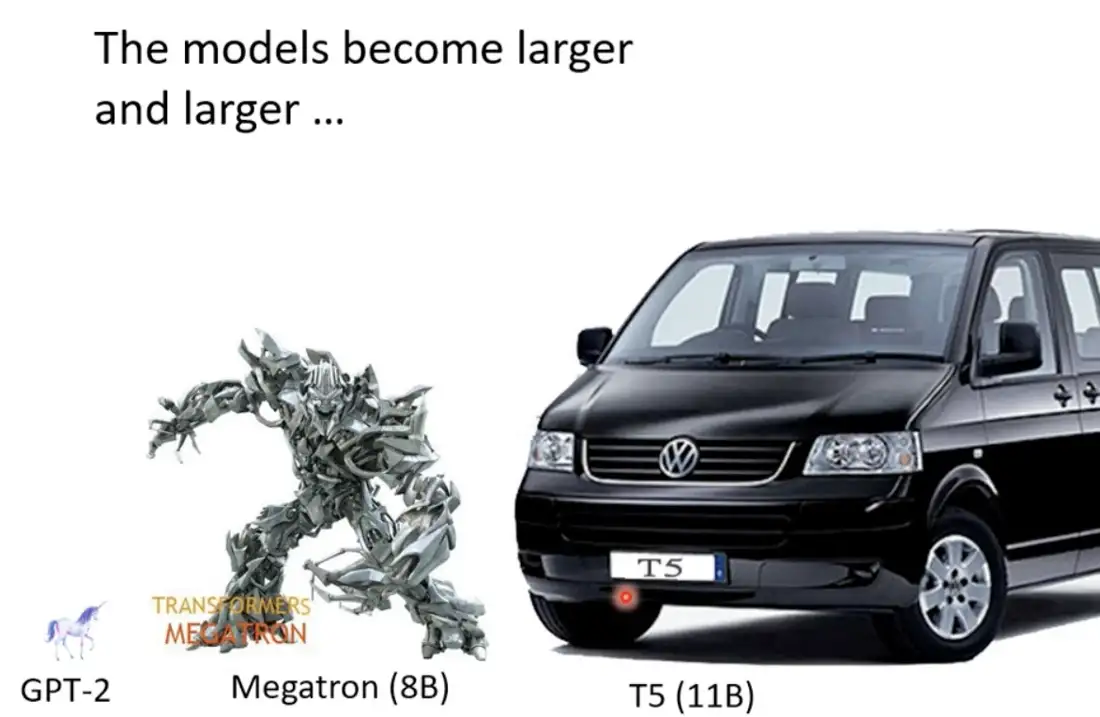 The models become larger
and larger ...
T5
TRANSFORMERS
MEGATRON
GPT-2
Megatron (8B)
T5 (11B)